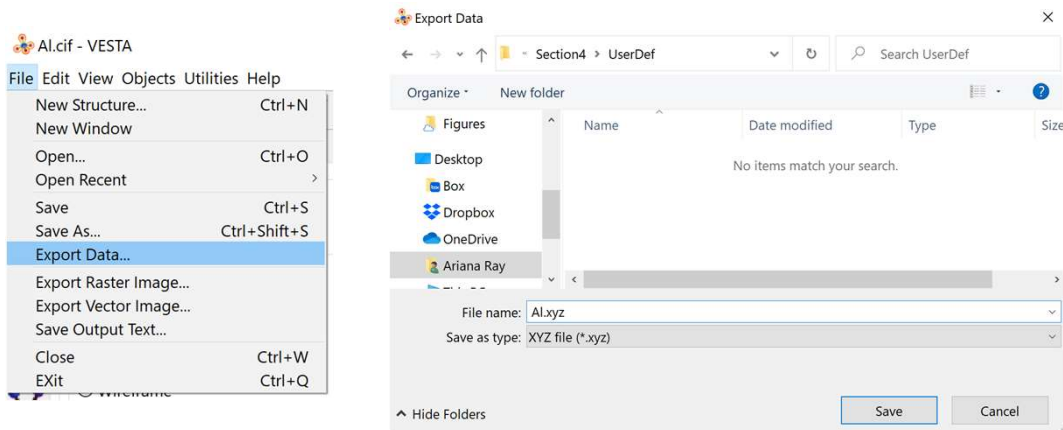 Al.cif - VESTA
File Edit View Objects Utilities Help
New Structure... Ctrl+N
New Window
Open... Ctrl+O
Open Recent
Save Ctrl+S
Save As... Ctrl+Shift+S
Export Data...
Export Raster Image...
Export Vector Image...
Save Output Text...
Close Ctrl+W
EXit Ctrl+Q
Wireframe
Export Data
Section4 > UserDef
Search UserDef
Organize
New folder
Figures
Desktop
Box
Dropbox
OneDrive
Ariana Ray
Name Date modified Type Size
No items match your search.
File name: Al.xyz
Save as type: XYZ file (*.xyz)
Hide Folders
Save Cancel